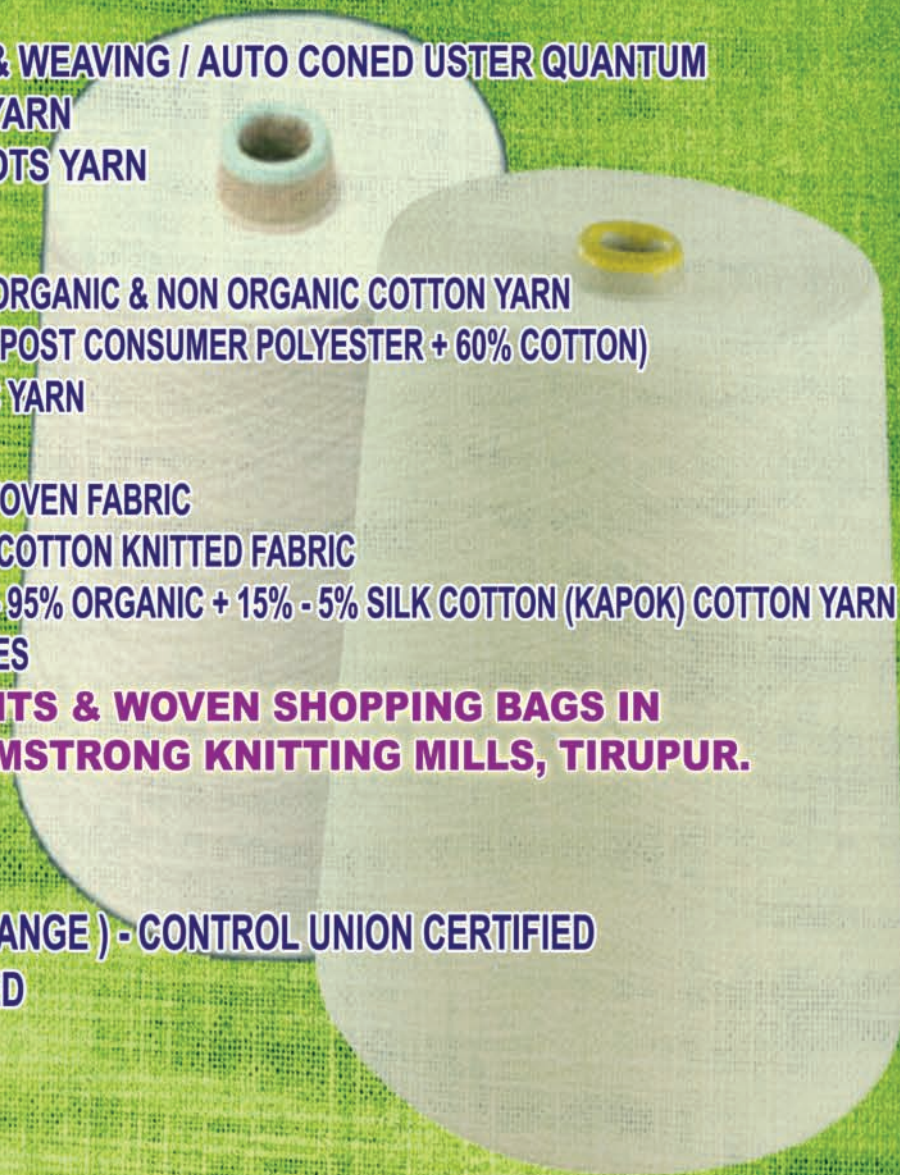 & WEAVING / AUTO CONED USTER QUANTUM
YARN
OTS YARN
ORGANIC & NON ORGANIC COTTON YARN
POST CONSUMER POLYESTER + 60% COTTON)
YARN
OVEN FABRIC
COTTON KNITTED FABRIC
95% ORGANIC + 15% - 5% SILK COTTON (KAPOK) COTTON YARN
ES
ITS & WOVEN SHOPPING BAGS IN
MSTRONG KNITTING MILLS, TIRUPUR.
ANGE ) - CONTROL UNION CERTIFIED
D